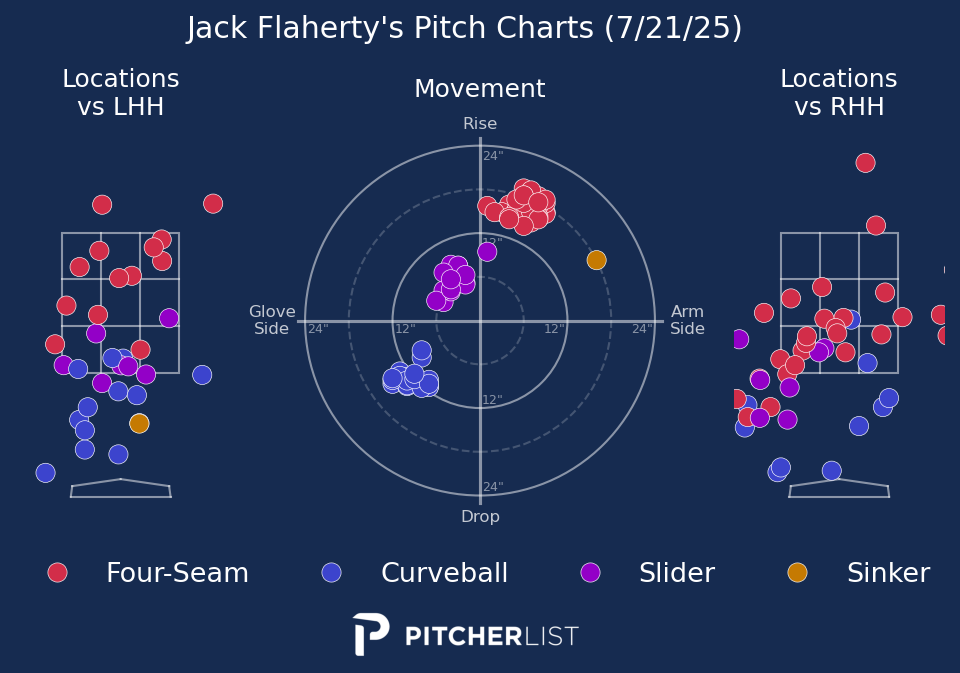 Jack Flaherty's Pitch Charts (7/21/25)
Locations
vs LHH
Movement
Locations
vs RHH
Rise
24"
12"
Glove
Side
24"
12"
12"
24"
Arm
Side
12"
24"
Drop
Four-Seam
Curveball
Slider
Sinker
PITCHERLIST